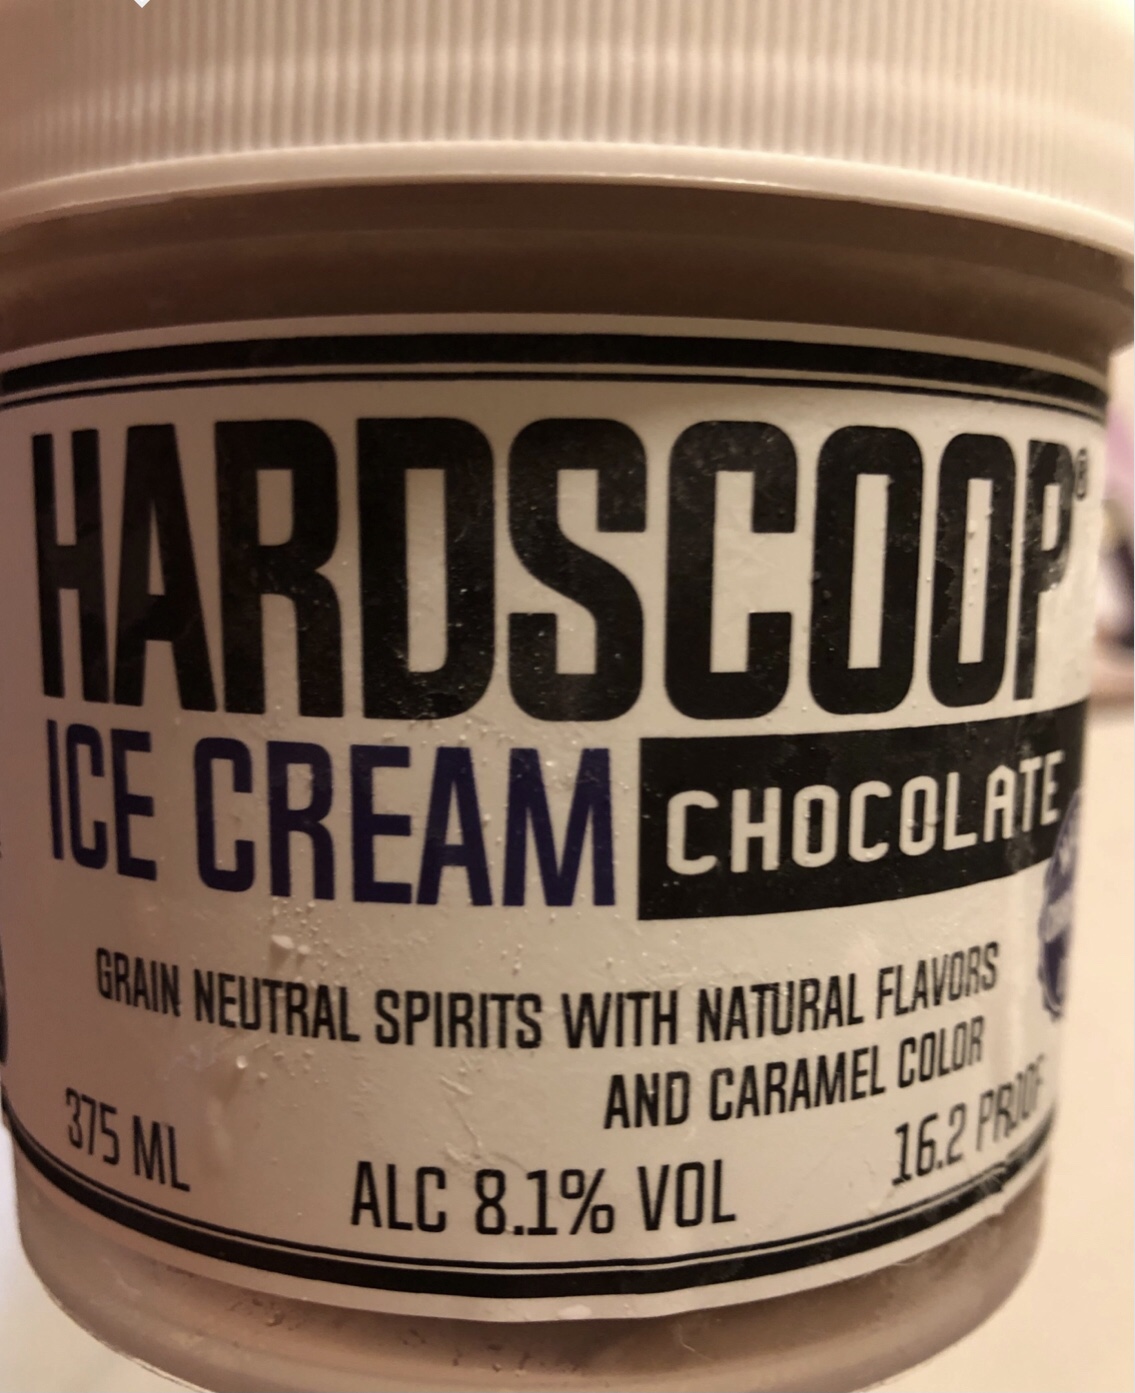 HARDSCOOP®
ICE CREAM CHOCOLATE
GRAIN NEUTRAL SPIRITS WITH NATURAL FLAVORS
AND CARAMEL COLOR
375 ML ALC 8.1% VOL 16.2 PROOF